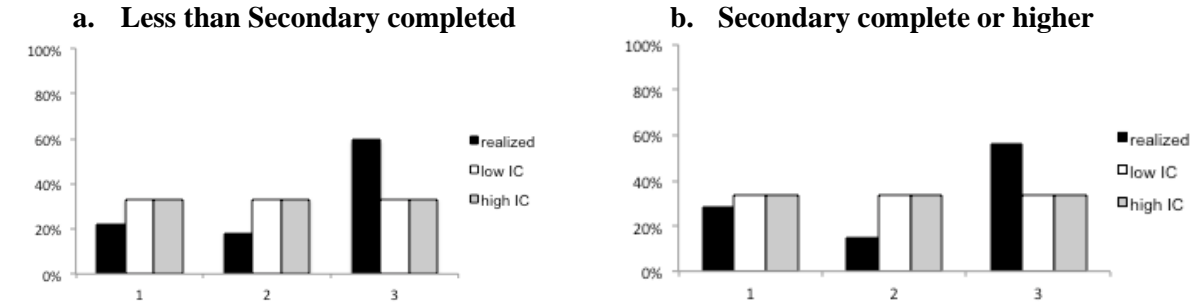 a. Less than Secondary completed
100%
80%
60%
40%
20%
0%
1 2 3
realized
low IC
high IC
b. Secondary complete or higher
100%
80%
60%
40%
20%
0%
1 2 3
realized
low IC
high IC